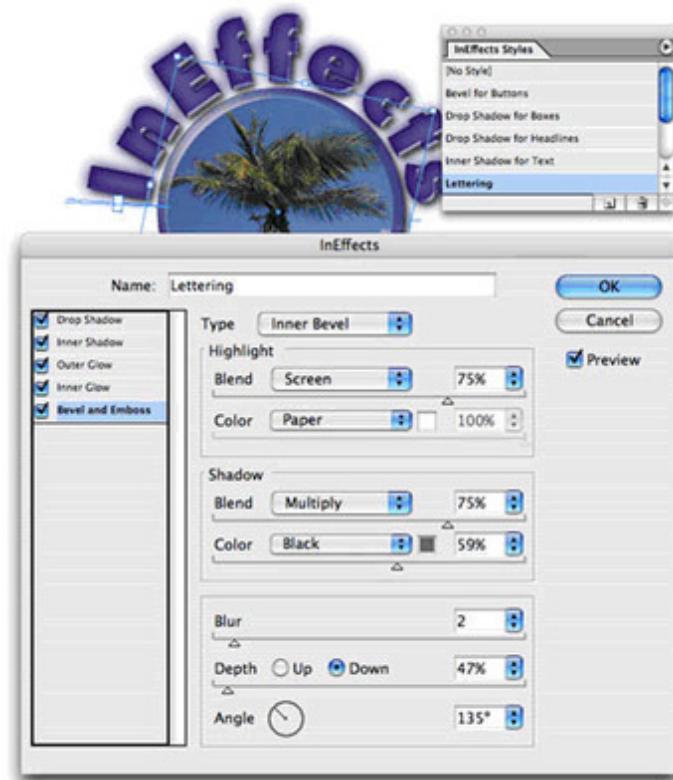 InEffects
InEffects Styles
[No Style]
Bevel for Buttons
Drop Shadow for Boxes
Drop Shadow for Headlines
Inner Shadow for Text
Lettering
InEffects
Name: Lettering
OK
Cancel
Preview
Drop Shadow
Inner Shadow
Outer Glow
Inner Glow
Bevel and Emboss
Type Inner Bevel
Highlight
Blend Screen 75%
Color Paper 100%
Shadow
Blend Multiply 75%
Color Black 59%
Blur 2
Depth Up Down 47%
Angle 135°